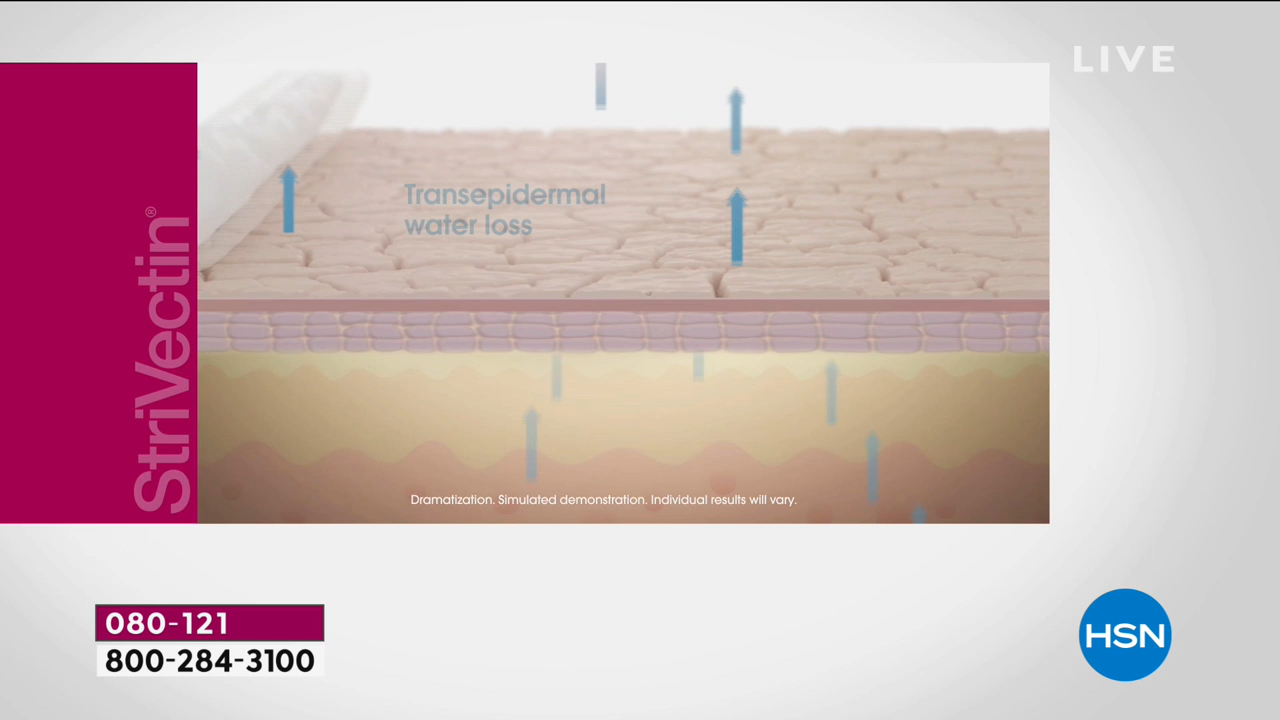 LIVE
StriVectin®
Transepidermal
water loss
Dramatization. Simulated demonstration. Individual results will vary.
080-121
800-284-3100
HSN